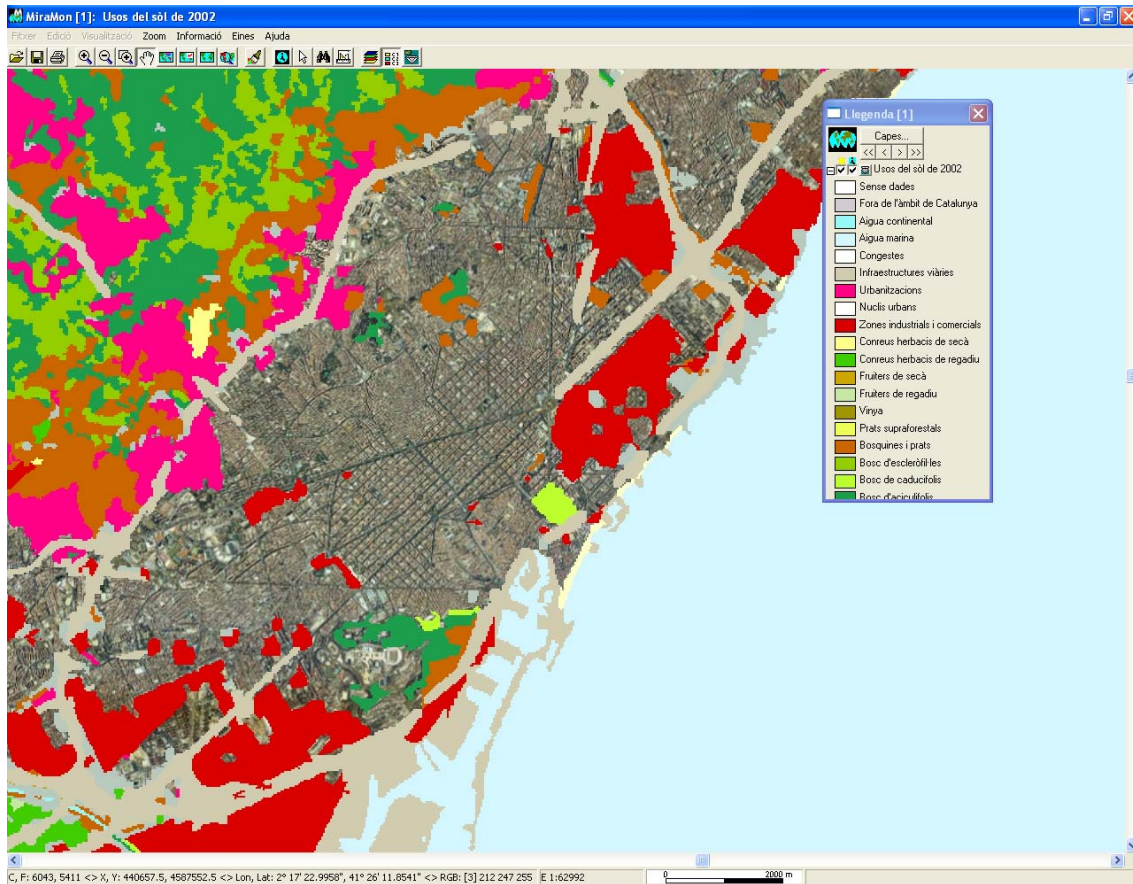 MiraMon [1]: Usos del sòl de 2002
Fitxer Edició Visualització Zoom Informació Eines Ajuda
Llegenda [1]
Capes...
<< < > >>
Usos del sòl de 2002
Sense dades
Fora de l'àmbit de Catalunya
Aigua continental
Aigua marina
Congestes
Infraestructures viàries
Urbanitzacions
Nuclis urbans
Zones industrials i comercials
Conreus herbacis de secà
Conreus herbacis de regadiu
Fruiters de secà
Fruiters de regadiu
Vinya
Prats supraforestals
Bosquines i prats
Bosc d'escleròfil·les
Bosc de caducifolis
Bosc d'aciculifolis
C, F: 6043, 5411 <> X, Y: 440657.5, 4587552.5 <> Lon, Lat: 2° 17' 22.9958", 41° 26' 11.8541" <> RGB: [3] 212 247 255 E 1:62992 0 2000 m